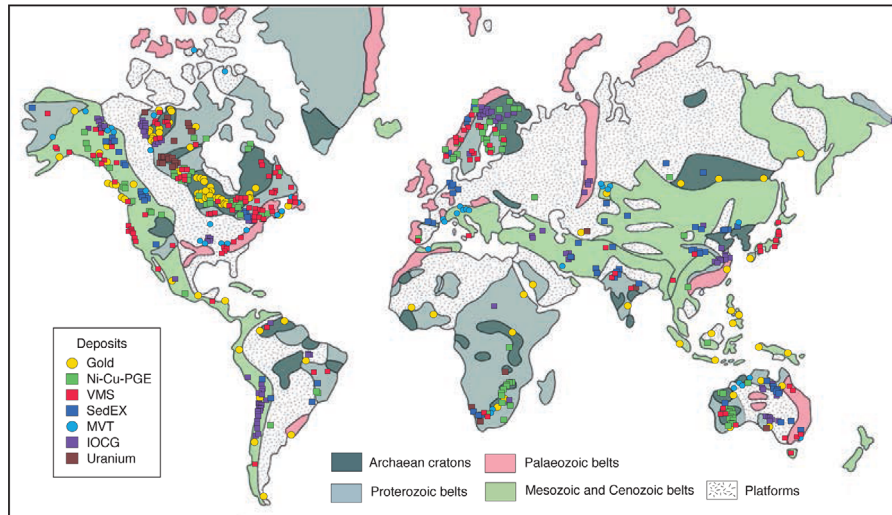 Deposits
Gold
Ni-Cu-PGE
VMS
SedEX
MVT
IOCG
Uranium
Archaean cratons
Palaeozoic belts
Proterozoic belts
Mesozoic and Cenozoic belts
Platforms